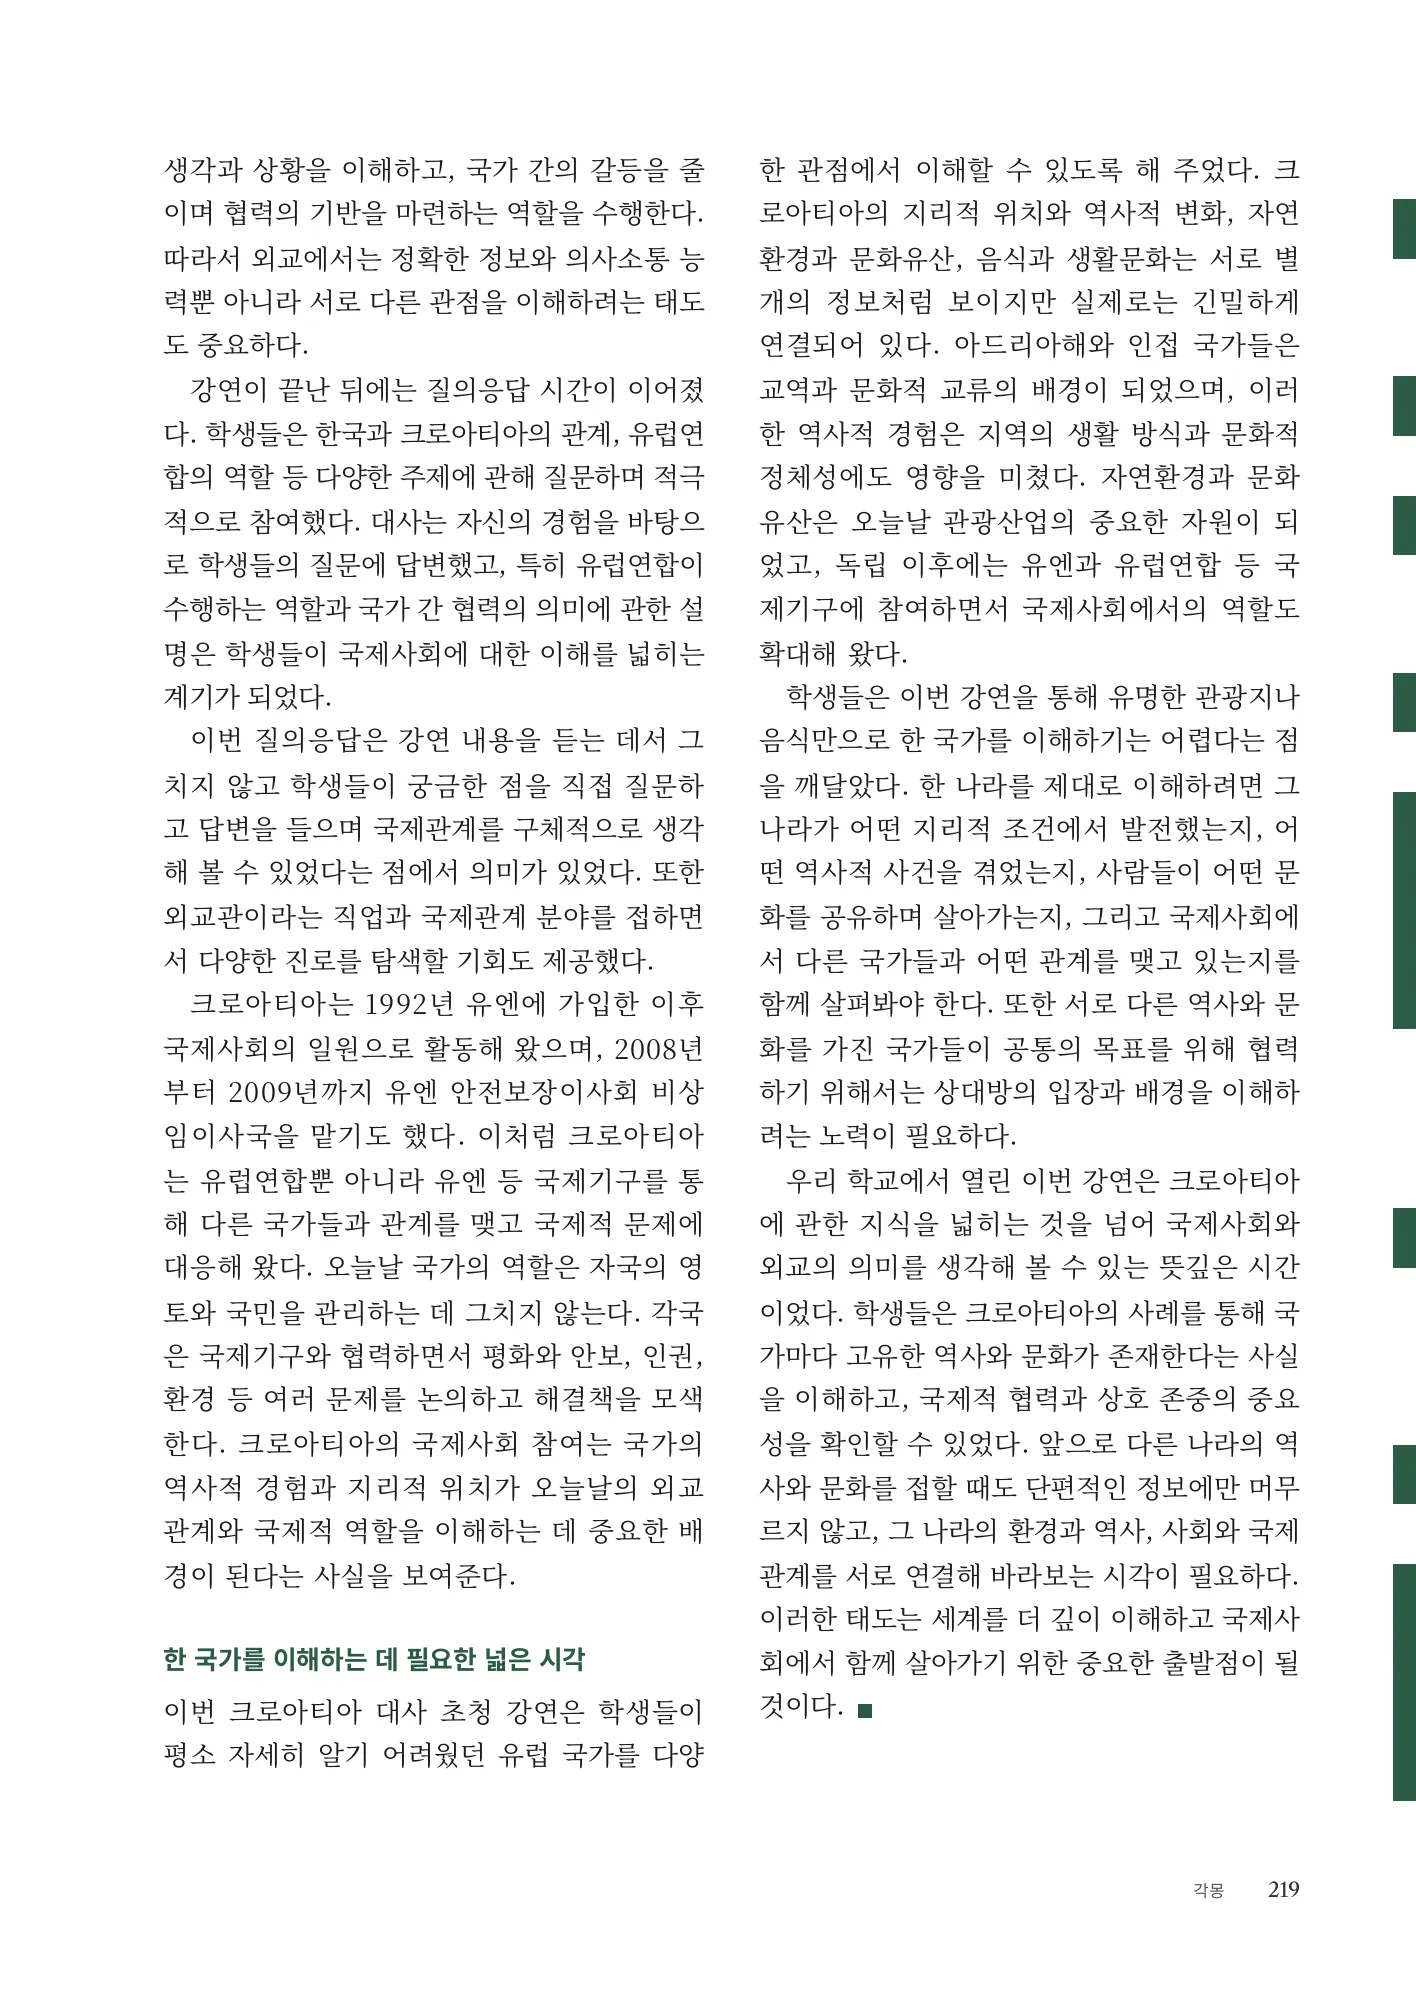 생각과 상황을 이해하고, 국가 간의 갈등을 줄
이며 협력의 기반을 마련하는 역할을 수행한다.
따라서 외교에서는 정확한 정보와 의사소통 능
력뿐 아니라 서로 다른 관점을 이해하려는 태도
도 중요하다.
강연이 끝난 뒤에는 질의응답 시간이 이어졌
다. 학생들은 한국과 크로아티아의 관계, 유럽연
합의 역할 등 다양한 주제에 관해 질문하며 적극
적으로 참여했다. 대사는 자신의 경험을 바탕으
로 학생들의 질문에 답변했고, 특히 유럽연합이
수행하는 역할과 국가 간 협력의 의미에 관한 설
명은 학생들이 국제사회에 대한 이해를 넓히는
계기가 되었다.
이번 질의응답은 강연 내용을 듣는 데서 그
치지 않고 학생들이 궁금한 점을 직접 질문하
고 답변을 들으며 국제관계를 구체적으로 생각
해 볼 수 있었다는 점에서 의미가 있었다. 또한
외교관이라는 직업과 국제관계 분야를 접하면
서 다양한 진로를 탐색할 기회도 제공했다.
크로아티아는 1992년 유엔에 가입한 이후
국제사회의 일원으로 활동해 왔으며, 2008년
부터 2009년까지 유엔 안전보장이사회 비상
임이사국을 맡기도 했다. 이처럼 크로아티아
는 유럽연합뿐 아니라 유엔 등 국제기구를 통
해 다른 국가들과 관계를 맺고 국제적 문제에
대응해 왔다. 오늘날 국가의 역할은 자국의 영
토와 국민을 관리하는 데 그치지 않는다. 각국
은 국제기구와 협력하면서 평화와 안보, 인권,
환경 등 여러 문제를 논의하고 해결책을 모색
한다. 크로아티아의 국제사회 참여는 국가의
역사적 경험과 지리적 위치가 오늘날의 외교
관계와 국제적 역할을 이해하는 데 중요한 배
경이 된다는 사실을 보여준다.
한 국가를 이해하는 데 필요한 넓은 시각
이번 크로아티아 대사 초청 강연은 학생들이
평소 자세히 알기 어려웠던 유럽 국가를 다양
한 관점에서 이해할 수 있도록 해 주었다. 크
로아티아의 지리적 위치와 역사적 변화, 자연
환경과 문화유산, 음식과 생활문화는 서로 별
개의 정보처럼 보이지만 실제로는 긴밀하게
연결되어 있다. 아드리아해와 인접 국가들은
교역과 문화적 교류의 배경이 되었으며, 이러
한 역사적 경험은 지역의 생활 방식과 문화적
정체성에도 영향을 미쳤다. 자연환경과 문화
유산은 오늘날 관광산업의 중요한 자원이 되
었고, 독립 이후에는 유엔과 유럽연합 등 국
제기구에 참여하면서 국제사회에서의 역할도
확대해 왔다.
학생들은 이번 강연을 통해 유명한 관광지나
음식만으로 한 국가를 이해하기는 어렵다는 점
을 깨달았다. 한 나라를 제대로 이해하려면 그
나라가 어떤 지리적 조건에서 발전했는지, 어
떤 역사적 사건을 겪었는지, 사람들이 어떤 문
화를 공유하며 살아가는지, 그리고 국제사회에
서 다른 국가들과 어떤 관계를 맺고 있는지를
함께 살펴봐야 한다. 또한 서로 다른 역사와 문
화를 가진 국가들이 공통의 목표를 위해 협력
하기 위해서는 상대방의 입장과 배경을 이해하
려는 노력이 필요하다.
우리 학교에서 열린 이번 강연은 크로아티아
에 관한 지식을 넓히는 것을 넘어 국제사회와
외교의 의미를 생각해 볼 수 있는 뜻깊은 시간
이었다. 학생들은 크로아티아의 사례를 통해 국
가마다 고유한 역사와 문화가 존재한다는 사실
을 이해하고, 국제적 협력과 상호 존중의 중요
성을 확인할 수 있었다. 앞으로 다른 나라의 역
사와 문화를 접할 때도 단편적인 정보에만 머무
르지 않고, 그 나라의 환경과 역사, 사회와 국제
관계를 서로 연결해 바라보는 시각이 필요하다.
이러한 태도는 세계를 더 깊이 이해하고 국제사
회에서 함께 살아가기 위한 중요한 출발점이 될
것이다. ■
각몽 219